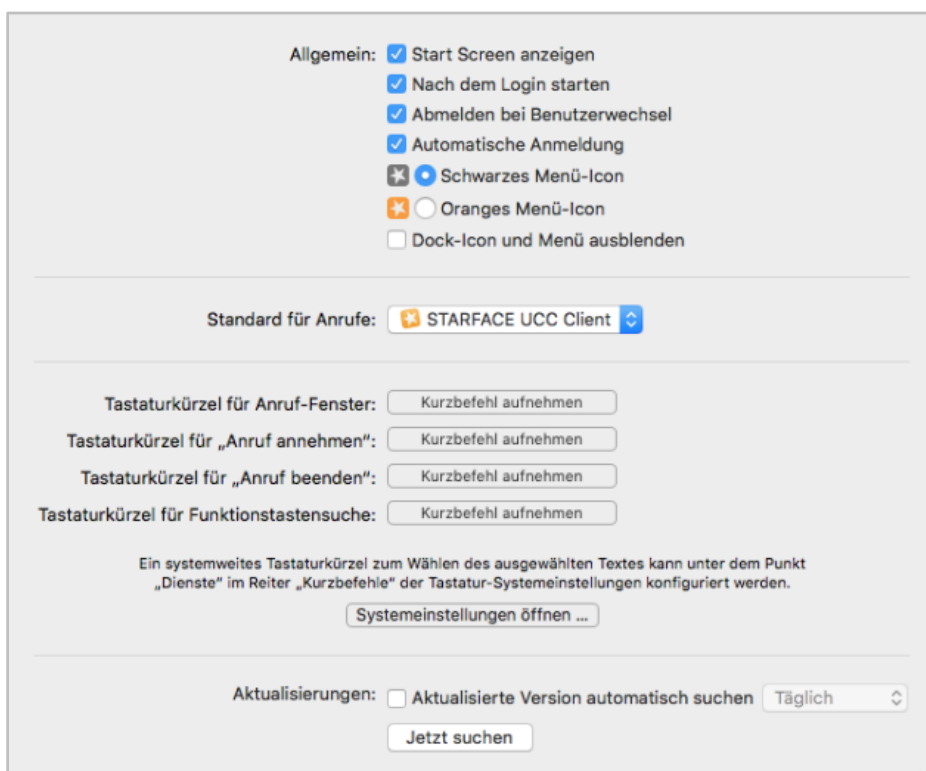 Allgemein: Start Screen anzeigen
Nach dem Login starten
Abmelden bei Benutzerwechsel
Automatische Anmeldung
Schwarzes Menü-Icon
Oranges Menü-Icon
Dock-Icon und Menü ausblenden
Standard für Anrufe: STARFACE UCC Client
Tastaturkürzel für Anruf-Fenster: Kurzbefehl aufnehmen
Tastaturkürzel für „Anruf annehmen“: Kurzbefehl aufnehmen
Tastaturkürzel für „Anruf beenden“: Kurzbefehl aufnehmen
Tastaturkürzel für Funktionstastensuche: Kurzbefehl aufnehmen
Ein systemweites Tastaturkürzel zum Wählen des ausgewählten Textes kann unter dem Punkt
„Dienste“ im Reiter „Kurzbefehle“ der Tastatur-Systemeinstellungen konfiguriert werden.
Systemeinstellungen öffnen ...
Aktualisierungen: Aktualisierte Version automatisch suchen Täglich
Jetzt suchen